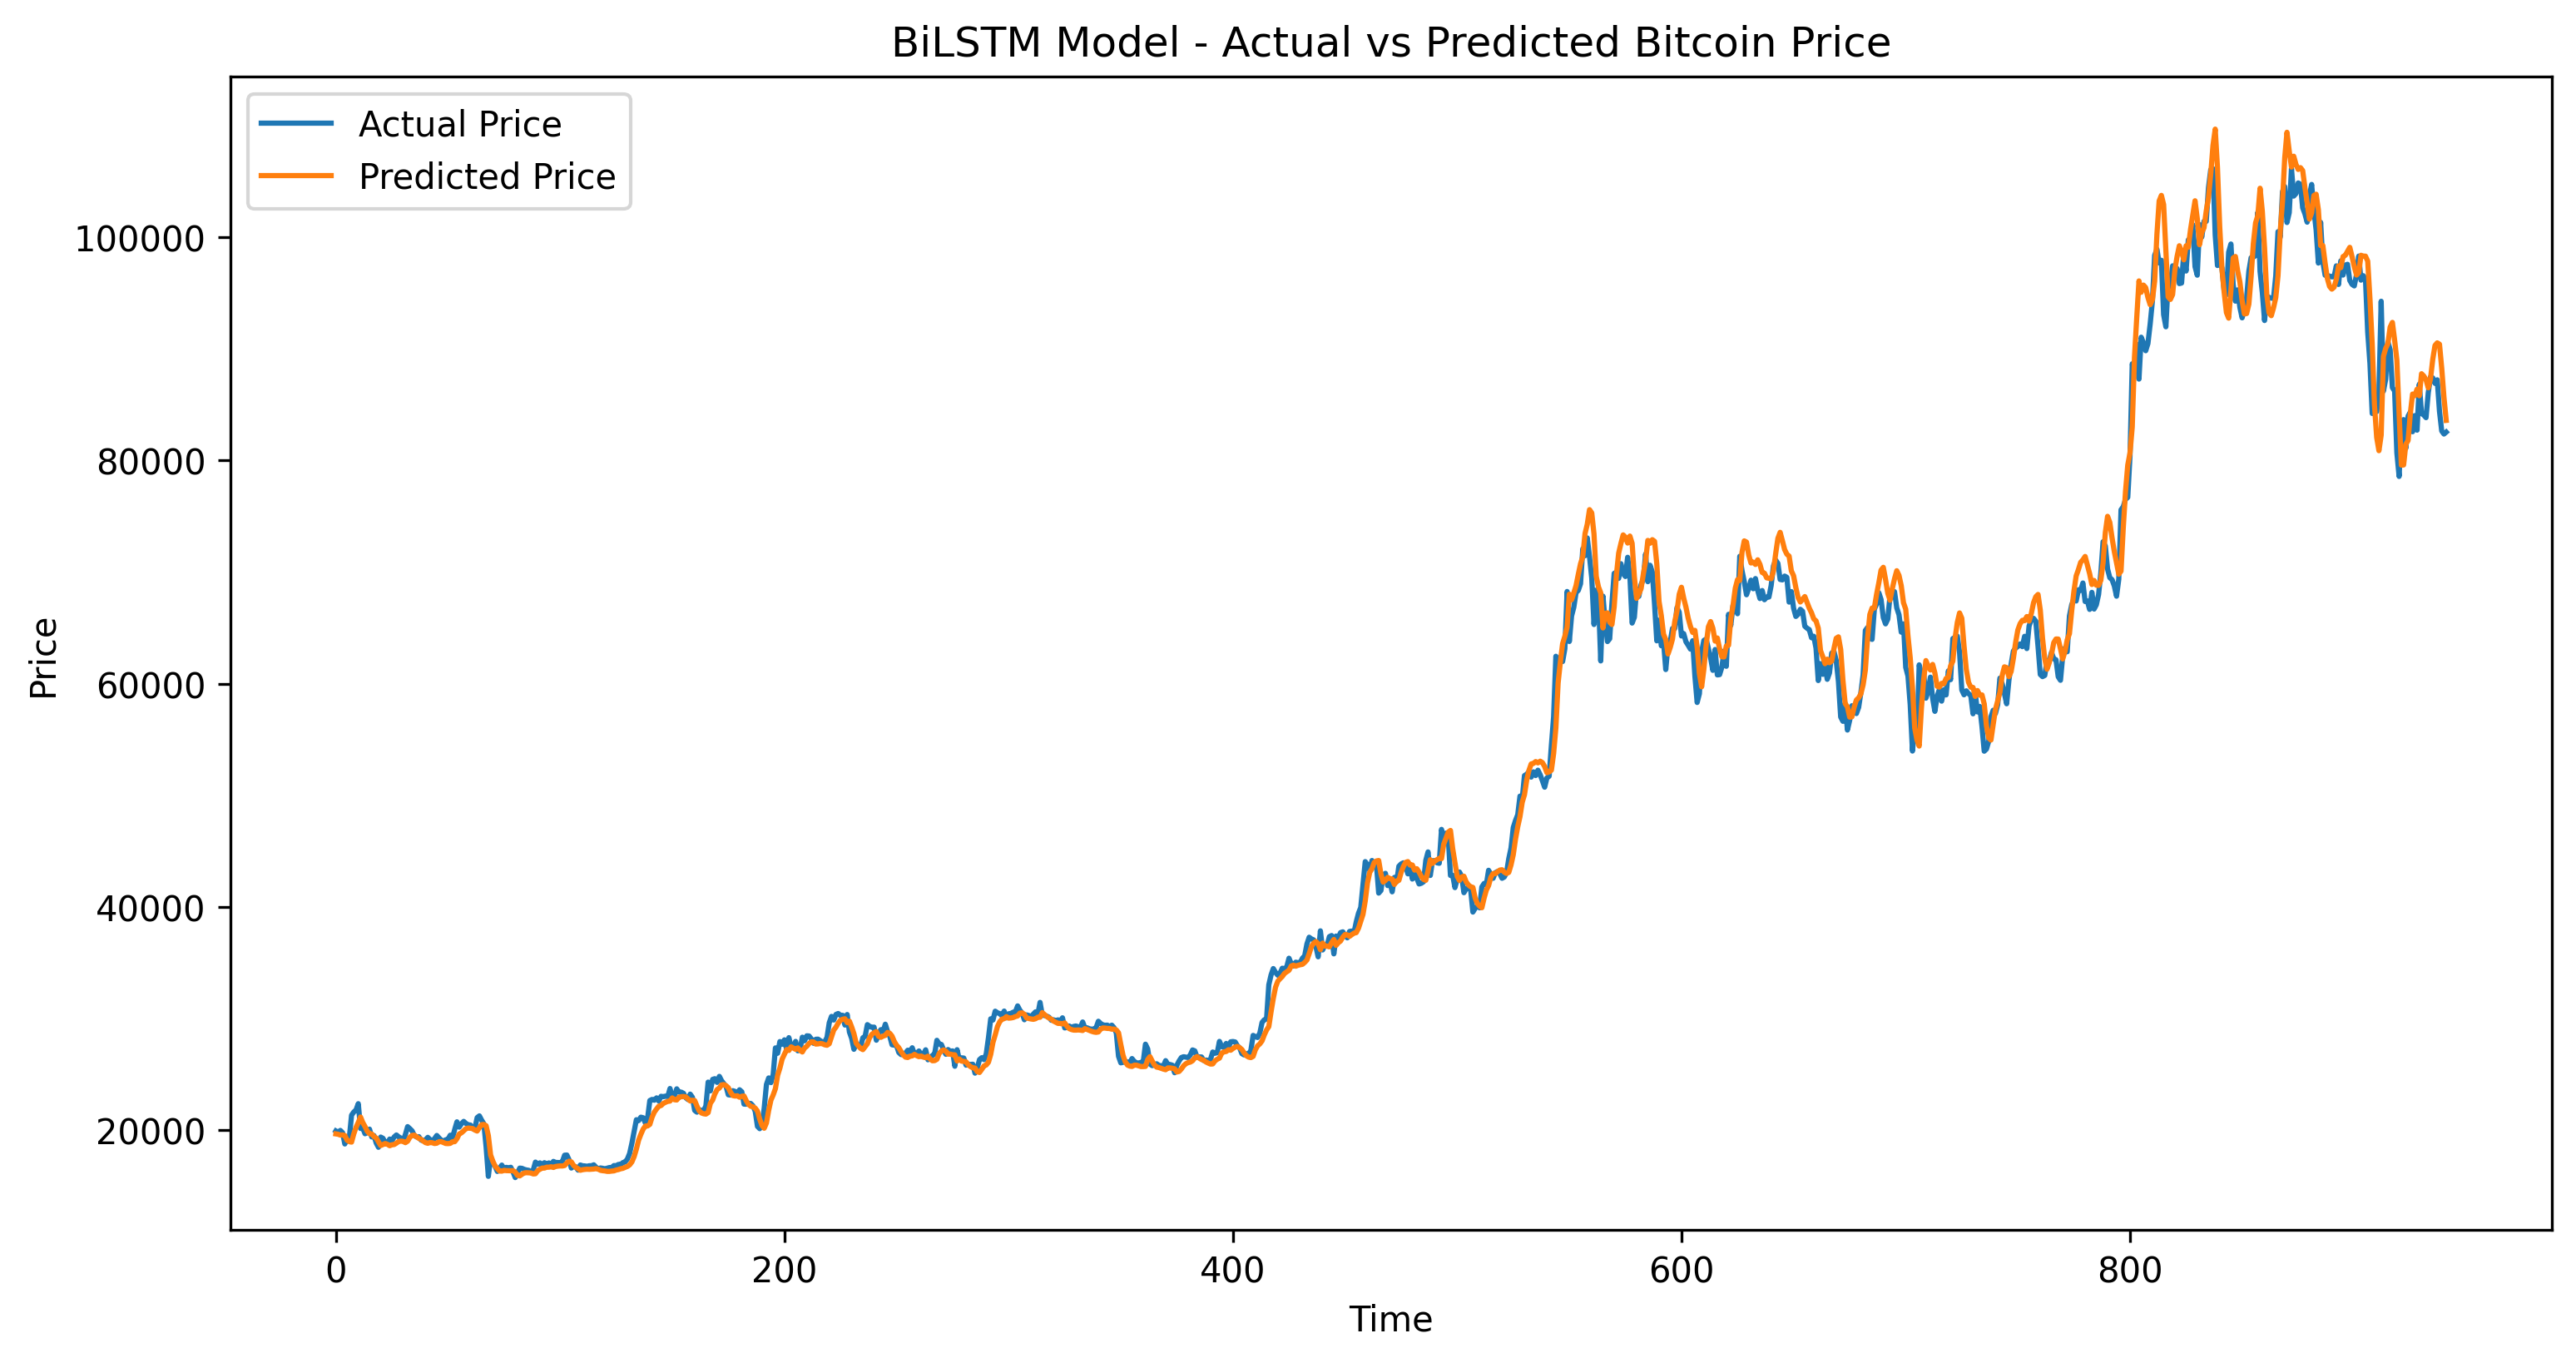 BiLSTM Model - Actual vs Predicted Bitcoin Price
Actual Price
Predicted Price
100000
80000
60000
40000
20000
Price
0 200 400 600 800
Time